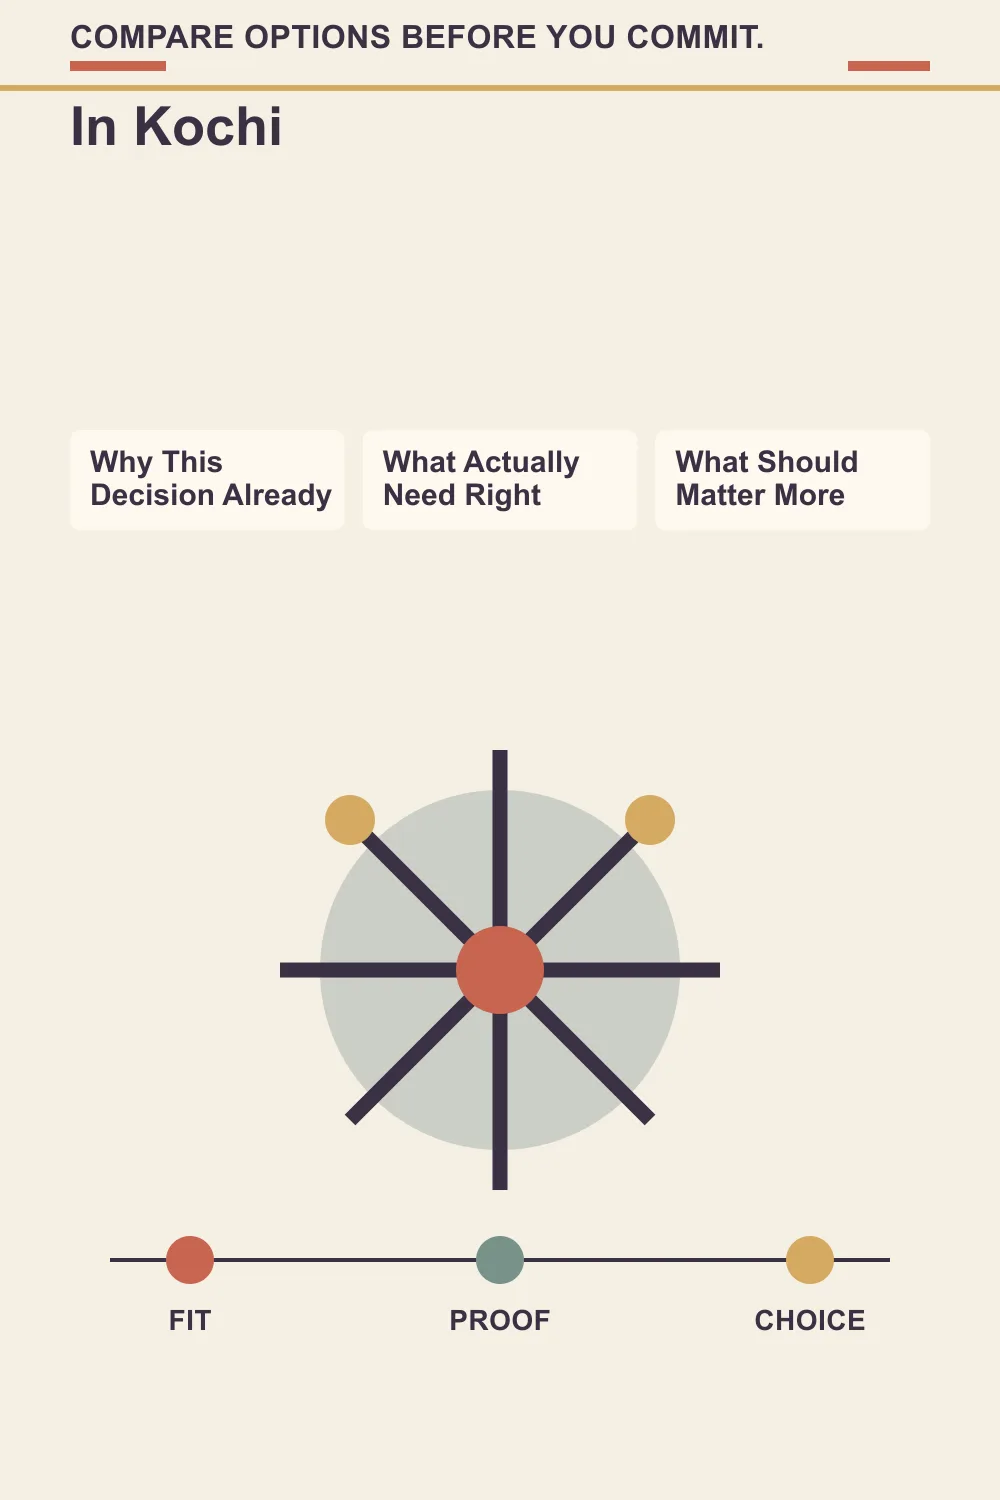 COMPARE OPTIONS BEFORE YOU COMMIT.
In Kochi
Why This
Decision Already
What Actually
Need Right
What Should
Matter More
FIT
PROOF
CHOICE